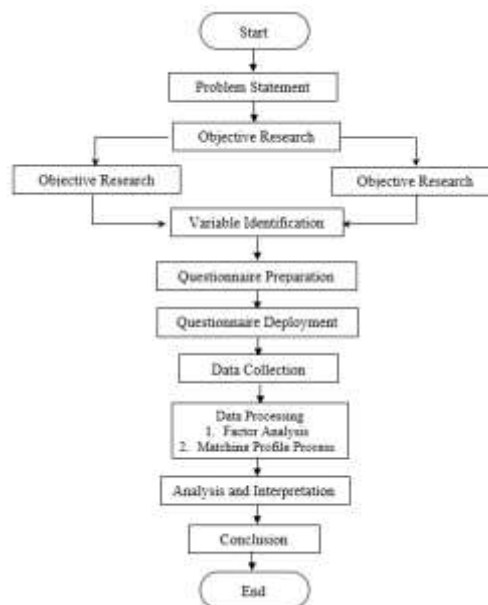 Start
Problem Statement
Objective Research
Objective Research
Objective Research
Variable Identification
Questionnaire Preparation
Questionnaire Deployment
Data Collection
Data Processing
1. Factor Analysis
2. Matching Profile Process
Analysis and Interpretation
Conclusion
End